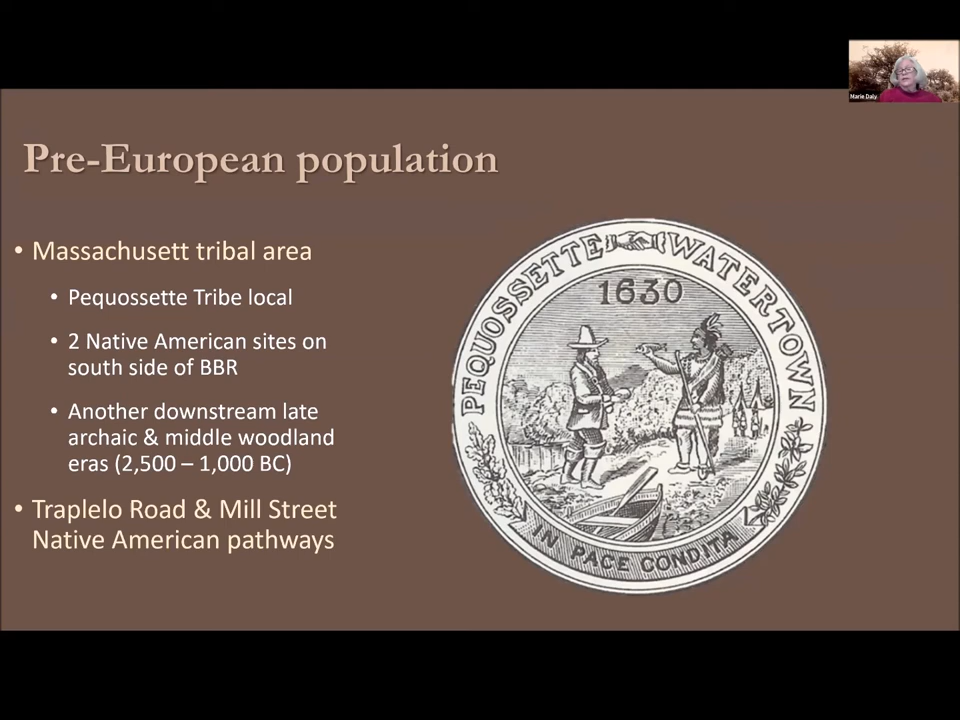 Marie Daly
Pre-European population
• Massachusett tribal area
• Pequossette Tribe local
• 2 Native American sites on
south side of BBR
• Another downstream late
archaic & middle woodland
eras (2,500 – 1,000 BC)
• Traplelo Road & Mill Street
Native American pathways
PEQUOSSETTE WATERTOWN
1630
IN PACE CONDITA